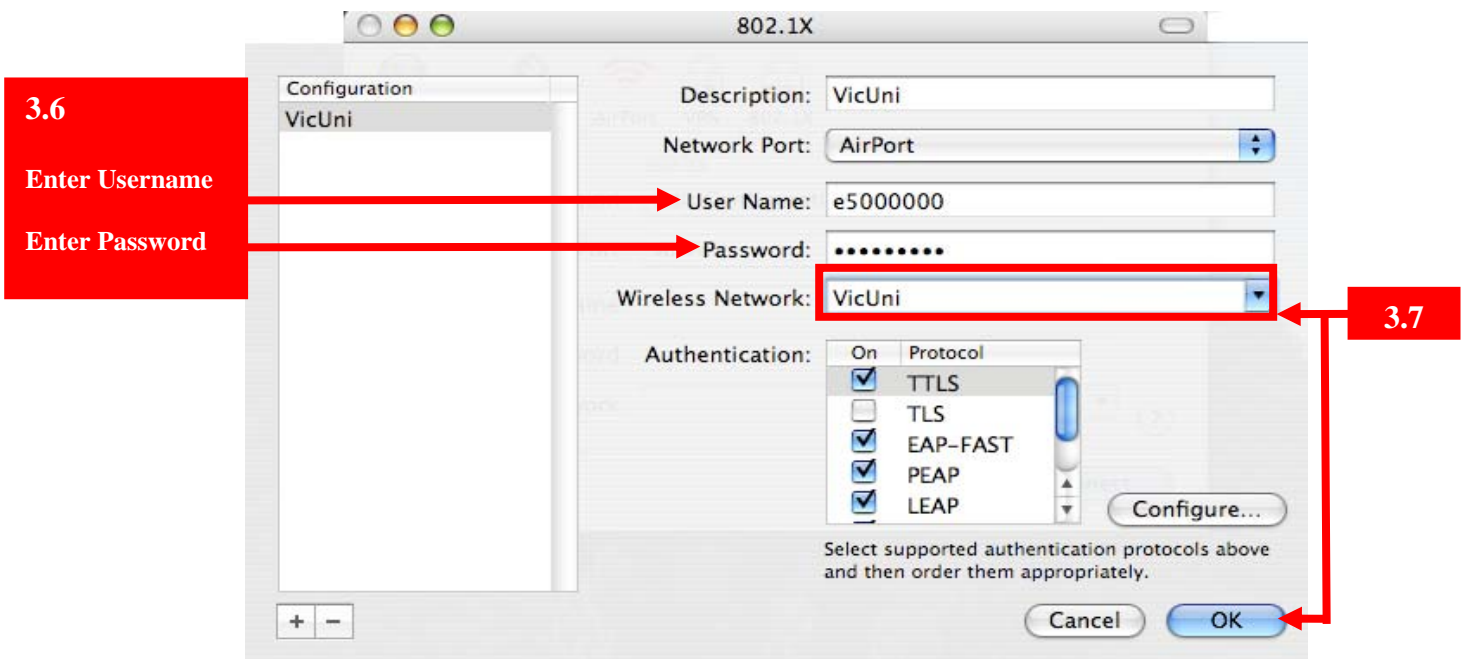 802.1X
3.6
Enter Username
Enter Password
Configuration
VicUni
Description: VicUni
Network Port: AirPort
User Name: e5000000
Password: •••••••••
Wireless Network: VicUni
3.7
Authentication:
On Protocol
TTLS
TLS
EAP-FAST
PEAP
LEAP
Configure...
Select supported authentication protocols above
and then order them appropriately.
+ −
Cancel OK